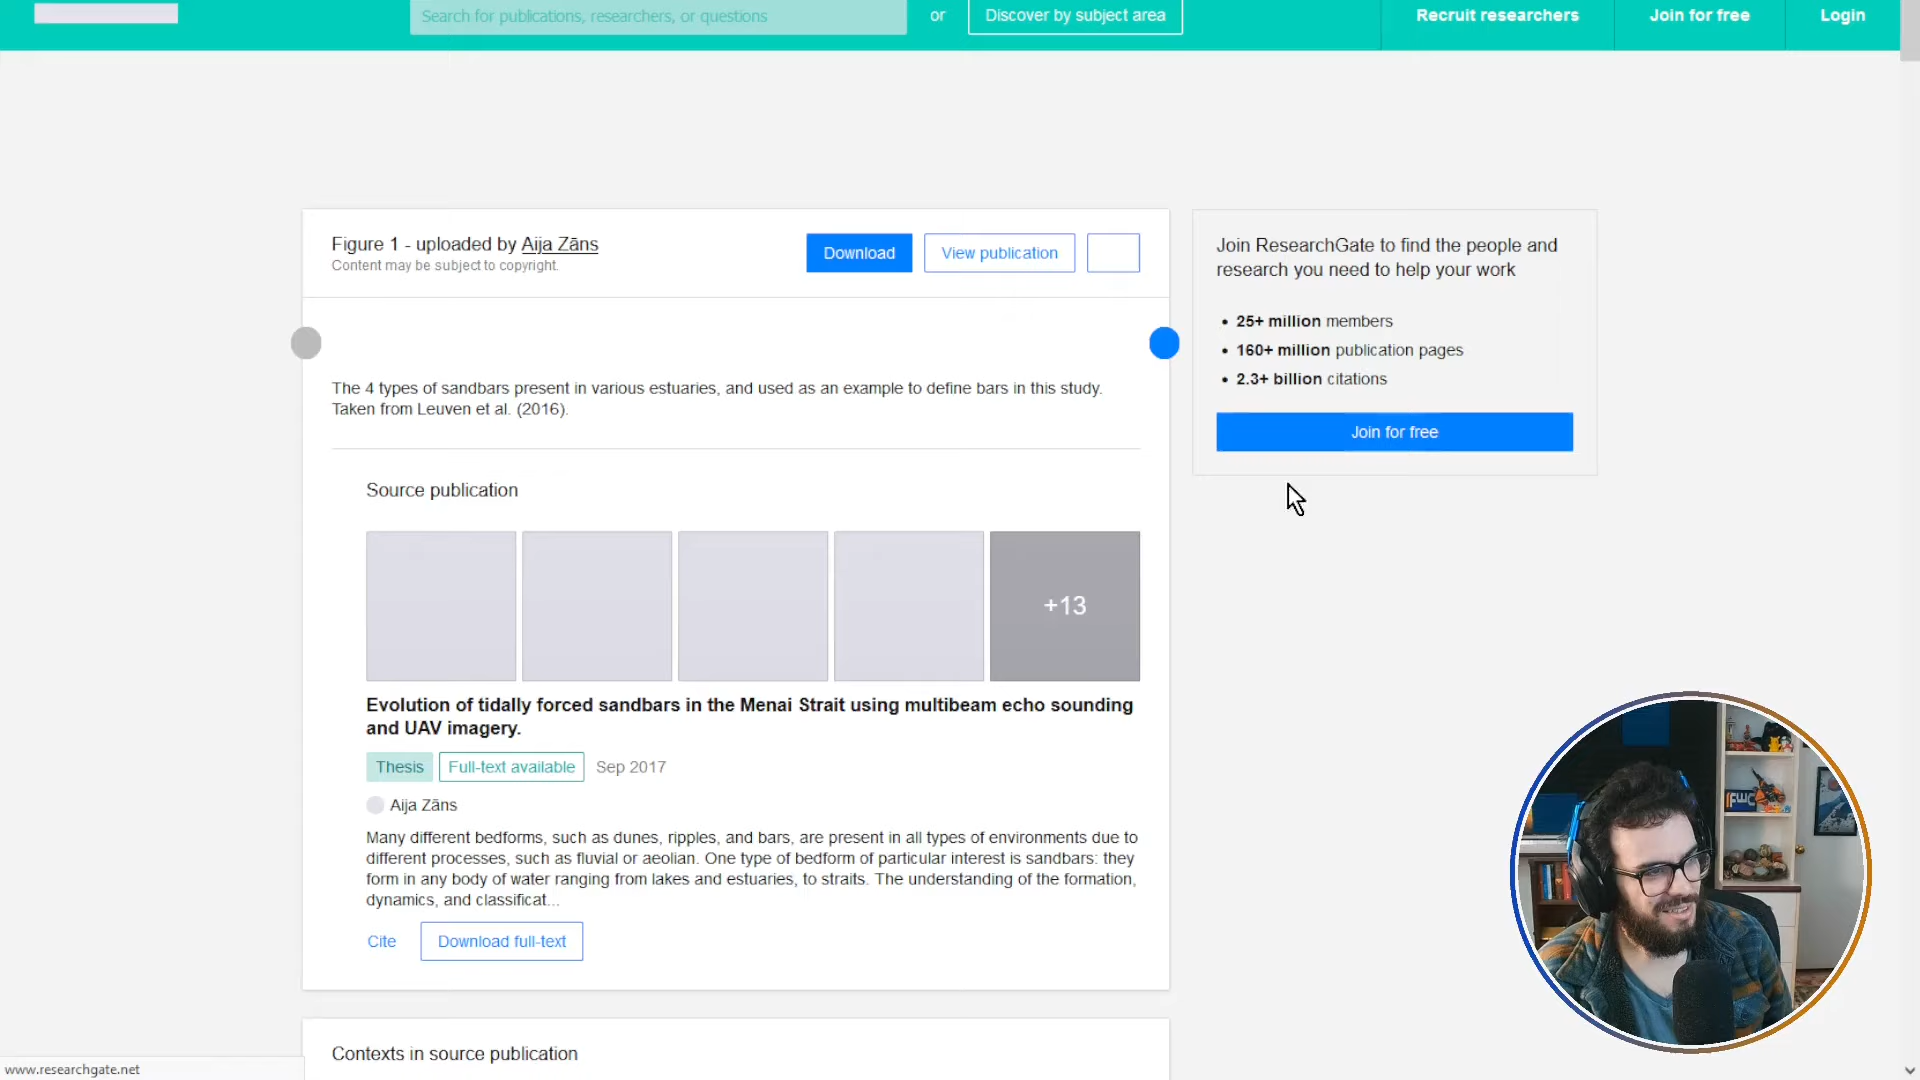 Search for publications, researchers, or questions
or
Discover by subject area
Recruit researchers
Join for free
Login
Figure 1 - uploaded by Aija Zāns
Content may be subject to copyright.
Download
View publication
The 4 types of sandbars present in various estuaries, and used as an example to define bars in this study.
Taken from Leuven et al. (2016).
Source publication
+13
Evolution of tidally forced sandbars in the Menai Strait using multibeam echo sounding
and UAV imagery.
Thesis
Full-text available
Sep 2017
Aija Zāns
Many different bedforms, such as dunes, ripples, and bars, are present in all types of environments due to
different processes, such as fluvial or aeolian. One type of bedform of particular interest is sandbars: they
form in any body of water ranging from lakes and estuaries, to straits. The understanding of the formation,
dynamics, and classificat...
Cite
Download full-text
Contexts in source publication
Join ResearchGate to find the people and
research you need to help your work
• 25+ million members
• 160+ million publication pages
• 2.3+ billion citations
Join for free
IFWC
www.researchgate.net